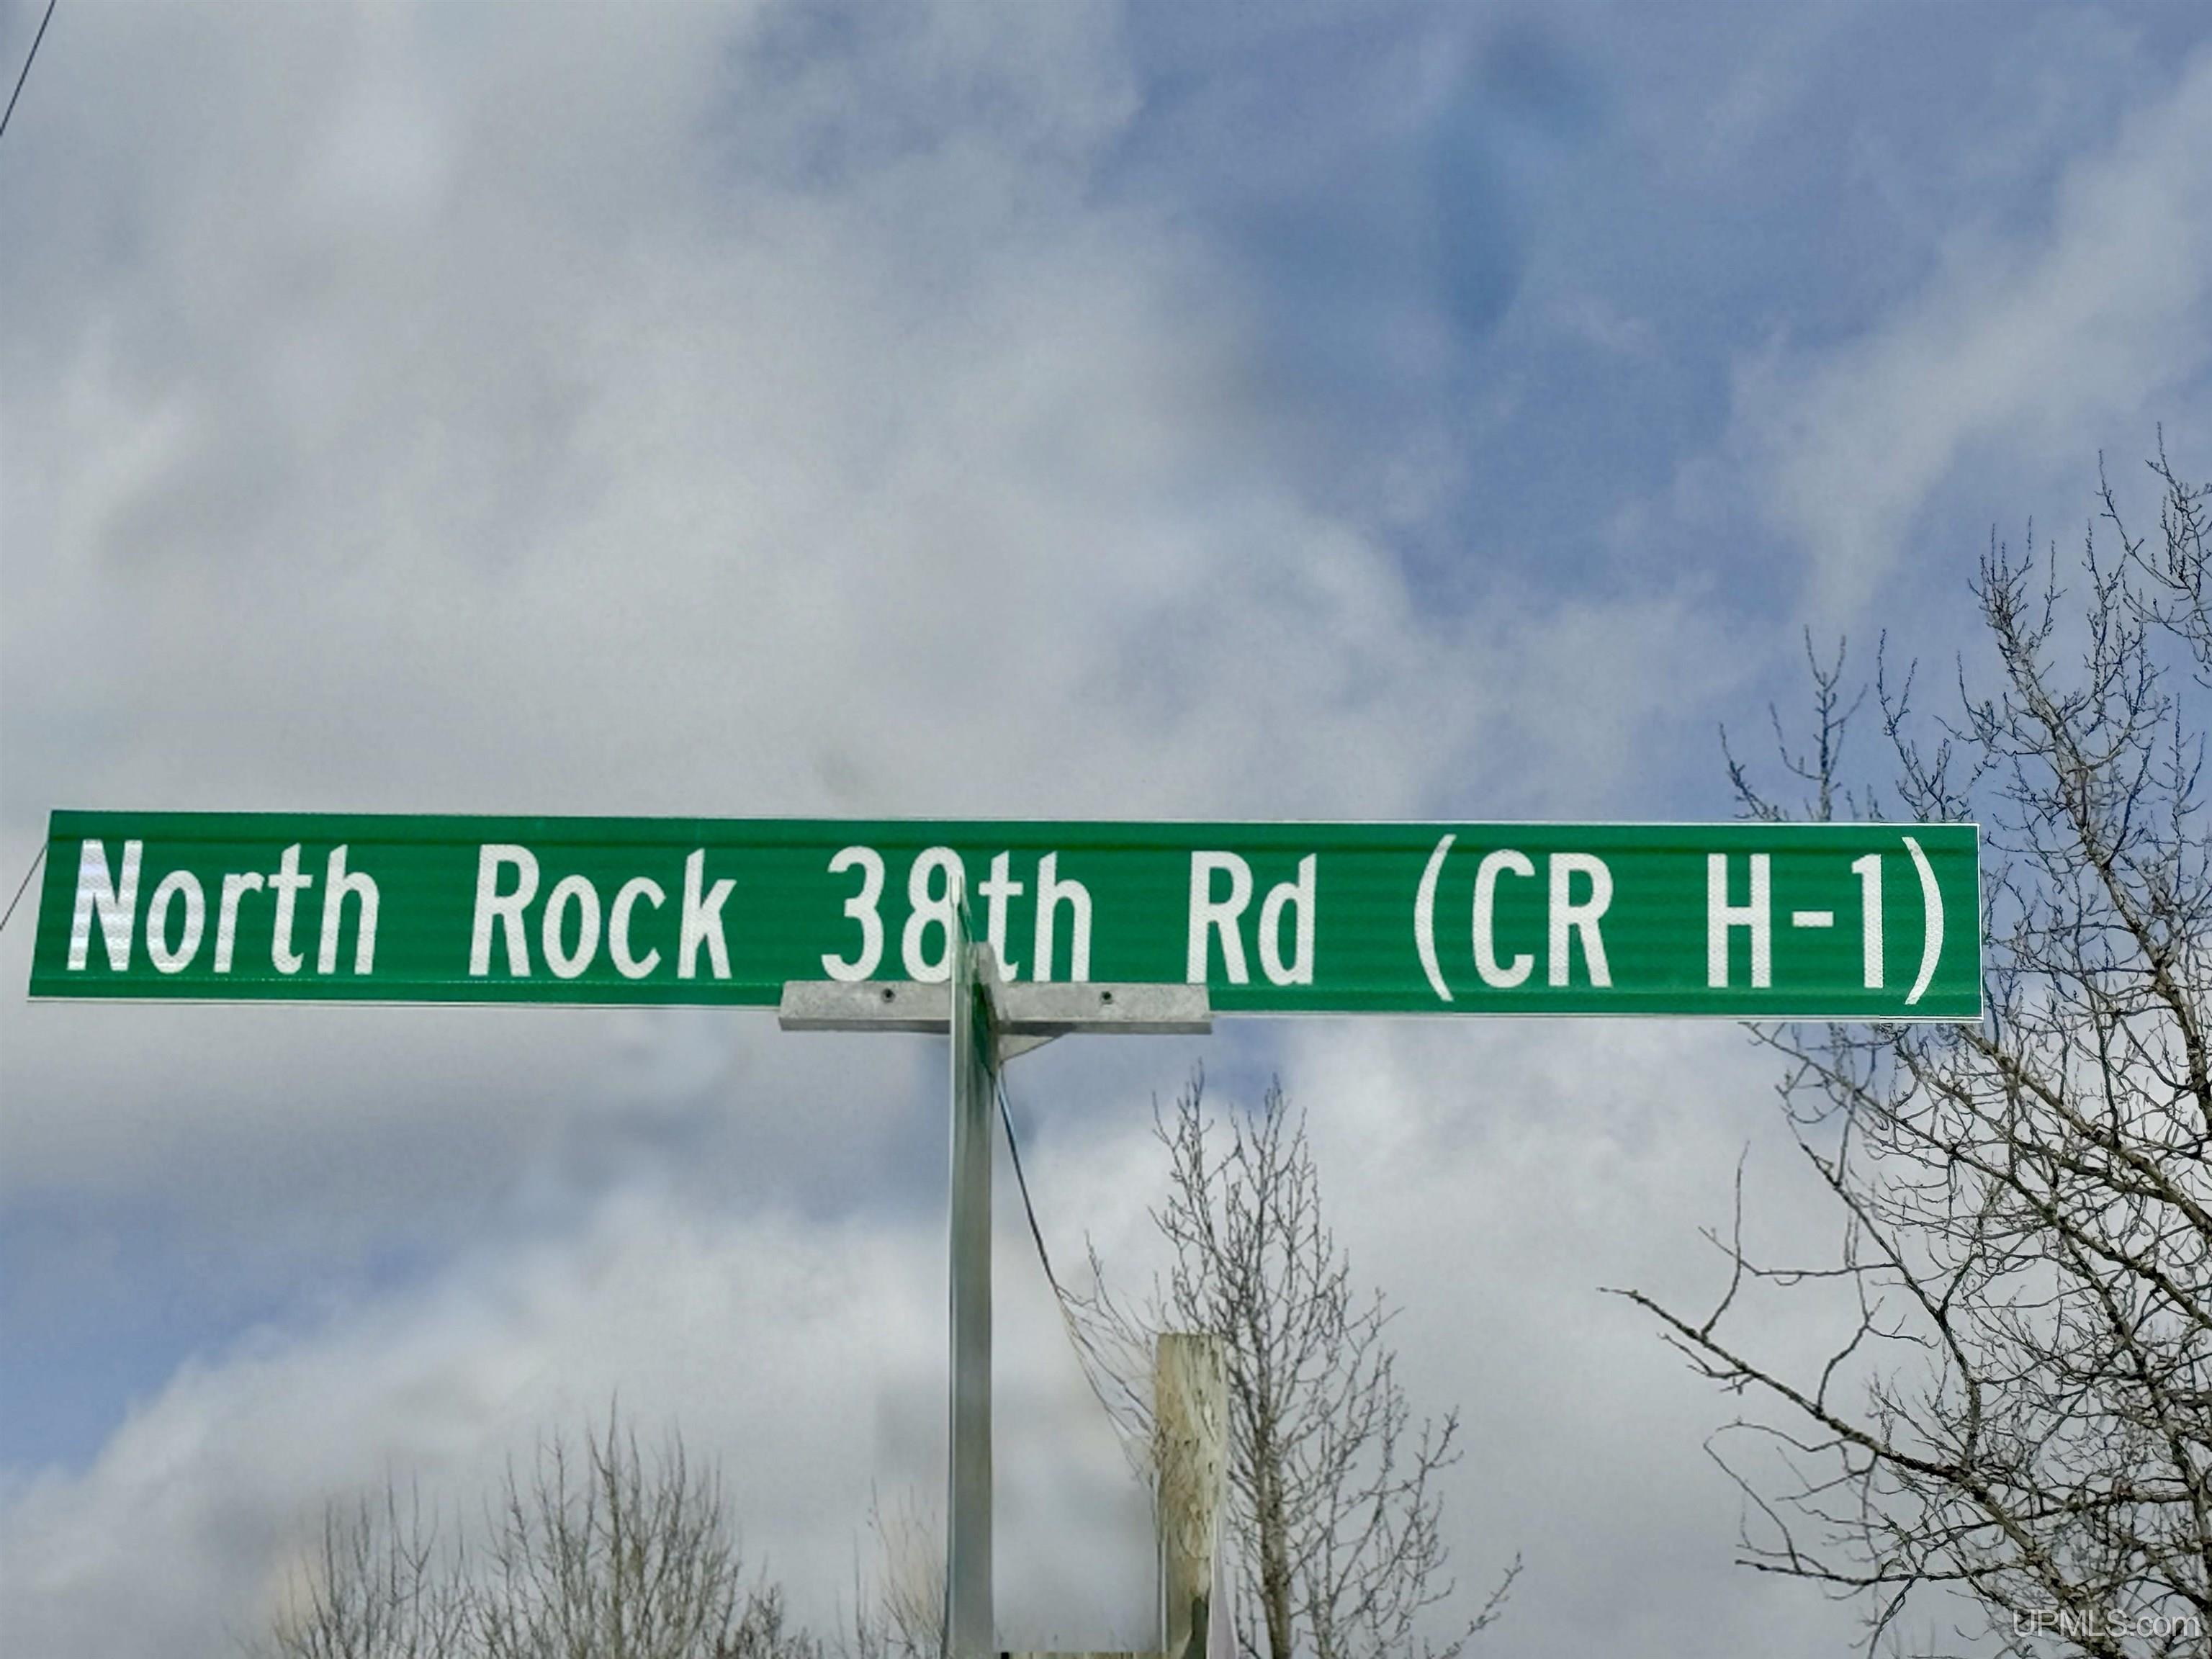 North Rock 38th Rd (CR H-1)
UPMLS.com